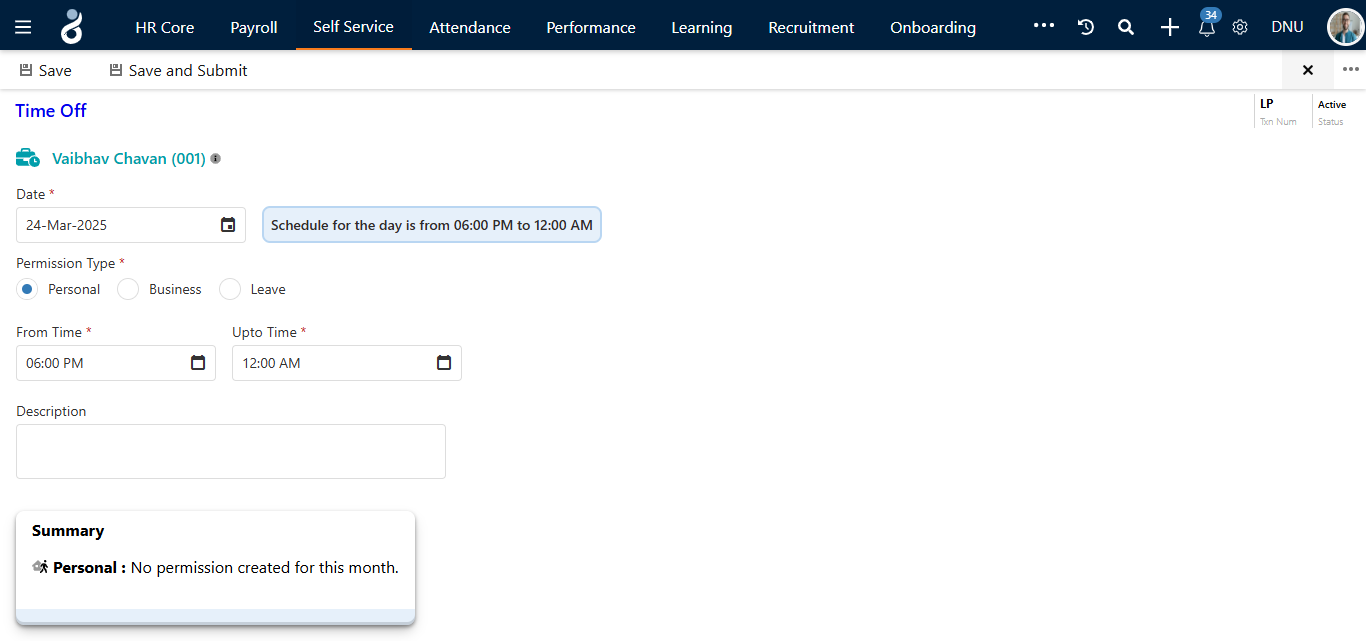 HR Core Payroll Self Service Attendance Performance Learning Recruitment Onboarding 34 DNU
Save Save and Submit
Time Off
LP Active
Txn Num Status
Vaibhav Chavan (001)
Date *
24-Mar-2025 Schedule for the day is from 06:00 PM to 12:00 AM
Permission Type *
Personal Business Leave
From Time * Upto Time *
06:00 PM 12:00 AM
Description
Summary
Personal : No permission created for this month.